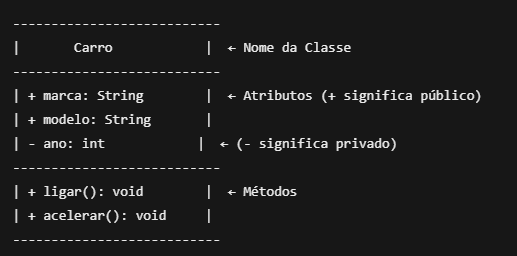 ---------------------------
|       Carro            |  ← Nome da Classe
---------------------------
| + marca: String        |  ← Atributos (+ significa público)
| + modelo: String       |
| - ano: int            |  ← (- significa privado)
---------------------------
| + ligar(): void        |  ← Métodos
| + acelerar(): void     |
---------------------------